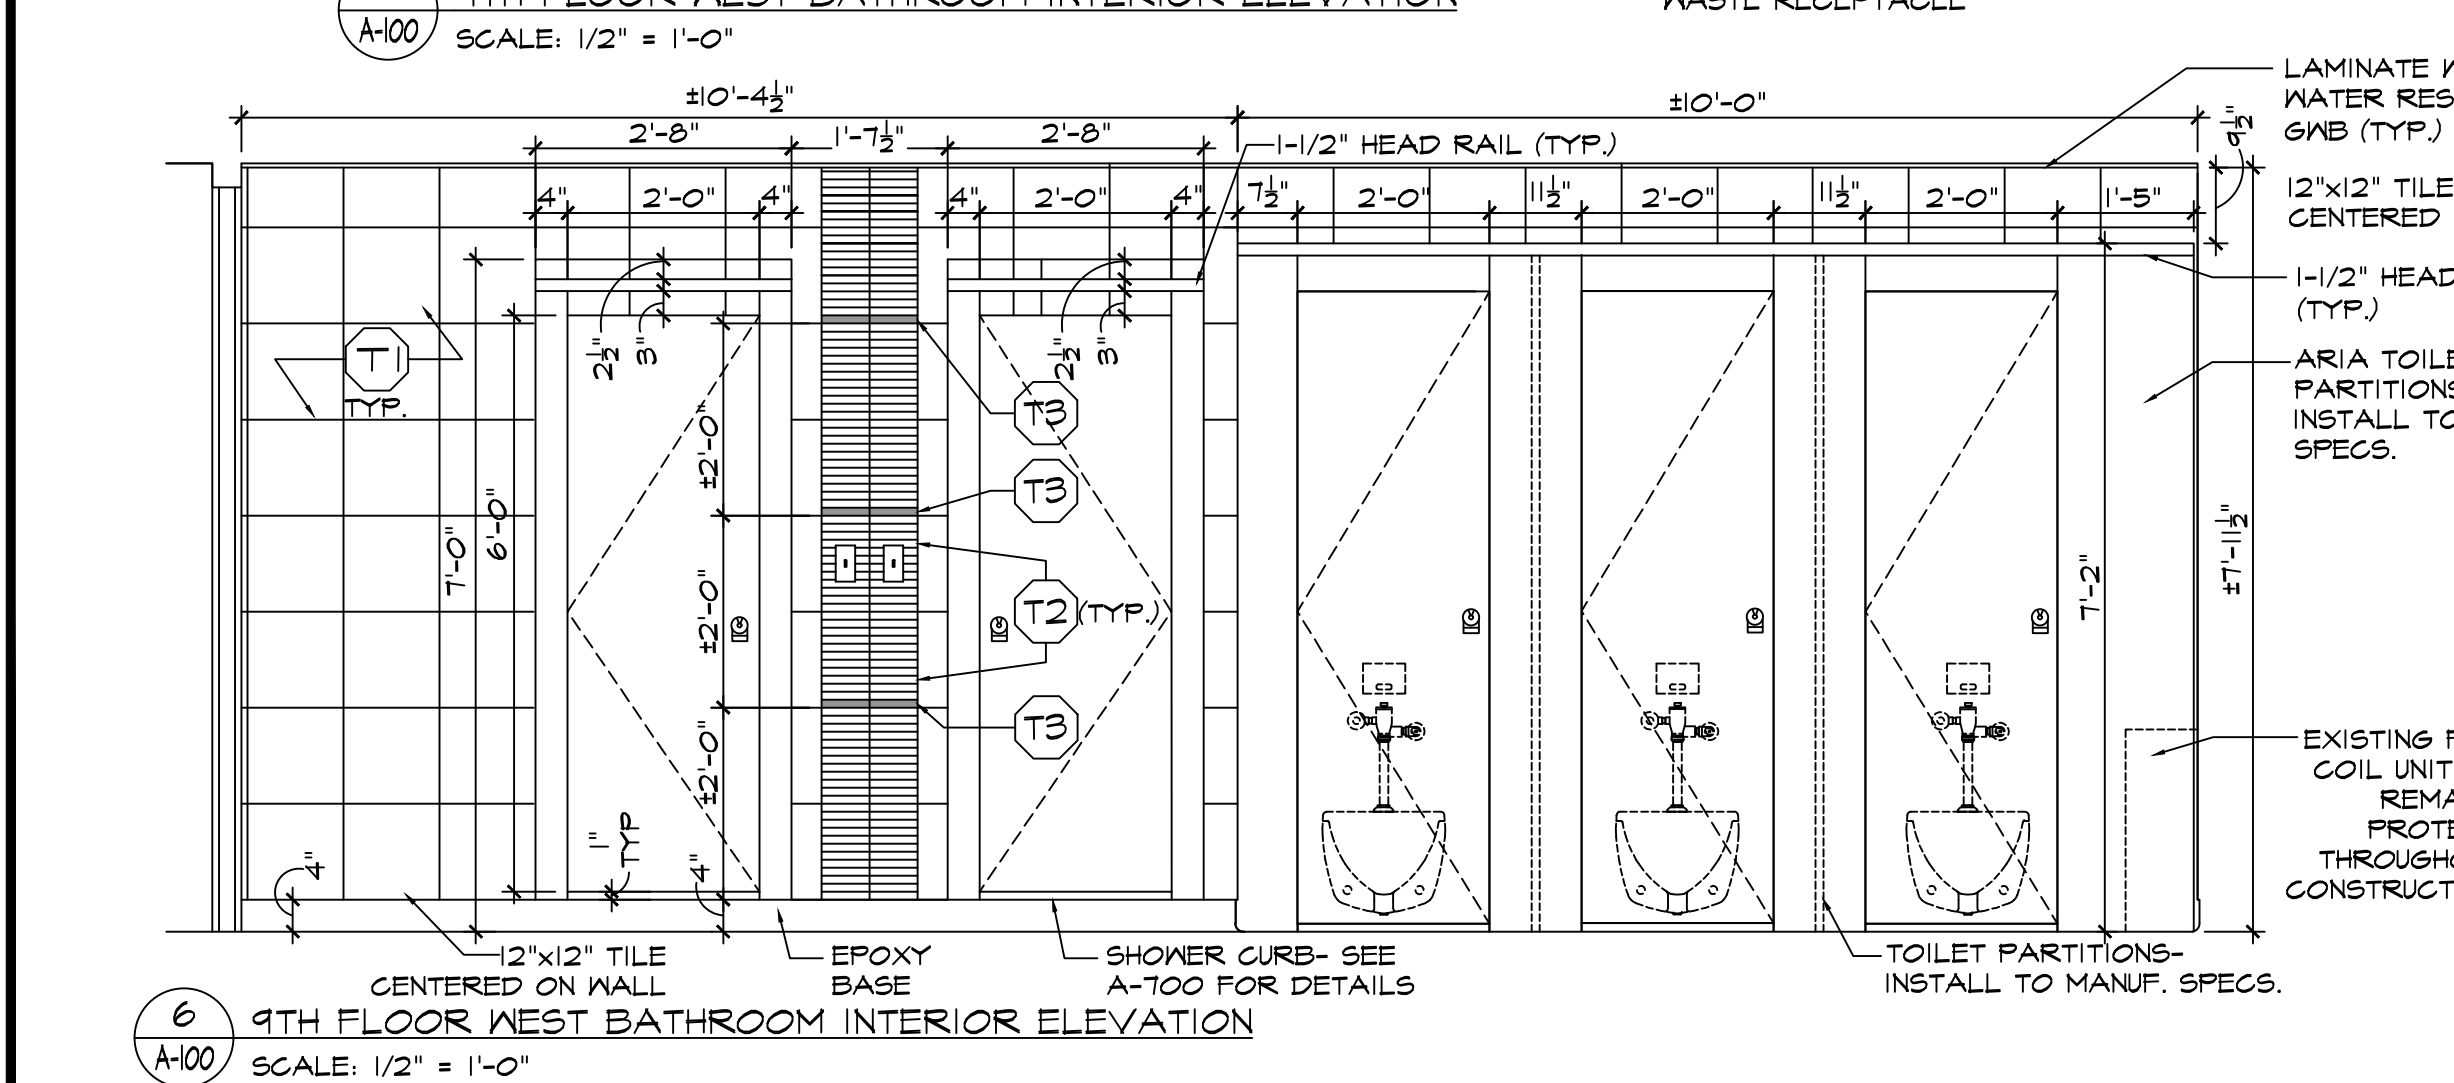 A-100
SCALE: 1/2" = 1'-0"
±10'-4½"
±10'-0"
2'-8"
1'-7½"
2'-8"
1-1/2" HEAD RAIL (TYP.)
9½"
4"
2'-0"
4"
4"
2'-0"
4"
7½"
2'-0"
11½"
2'-0"
11½"
2'-0"
1'-5"
LAMINATE
WATER
GWB (TYP.)
12"x12" TILE
CENTERED
1-1/2" HEAD
(TYP.)
ARIA
PARTITIONS
INSTALL TO
SPECS.
T1
TYP.
2½"
3"
2½"
3"
T3
T3
T2 (TYP.)
T3
7'-0"
6'-0"
±2'-0"
±2'-0"
±2'-0"
7'-2"
±7'-11½"
4"
1"
TYP
4"
EXISTING
COIL UNIT
12"x12" TILE
CENTERED ON WALL
EPOXY
BASE
SHOWER CURB- SEE
A-700 FOR DETAILS
TOILET PARTITIONS-
INSTALL TO MANUF. SPECS.
6
A-100
9TH FLOOR WEST BATHROOM INTERIOR ELEVATION
SCALE: 1/2" = 1'-0"